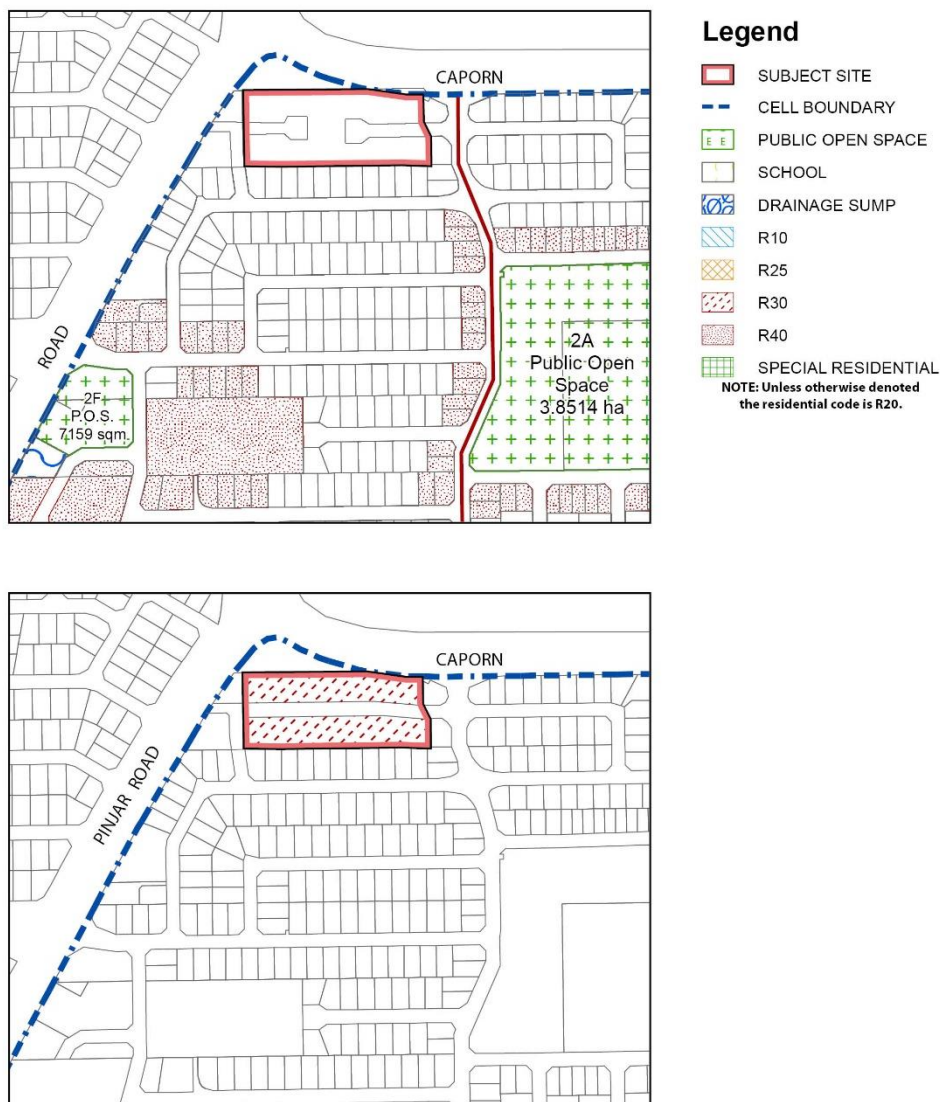 CAPORN
ROAD
2A
Public Open
Space
3.8514 ha
2F
P.O.S.
7159 sqm
Legend
SUBJECT SITE
CELL BOUNDARY
E E
PUBLIC OPEN SPACE
SCHOOL
DRAINAGE SUMP
R10
R25
R30
R40
SPECIAL RESIDENTIAL
NOTE: Unless otherwise denoted
the residential code is R20.
CAPORN
PINJAR ROAD